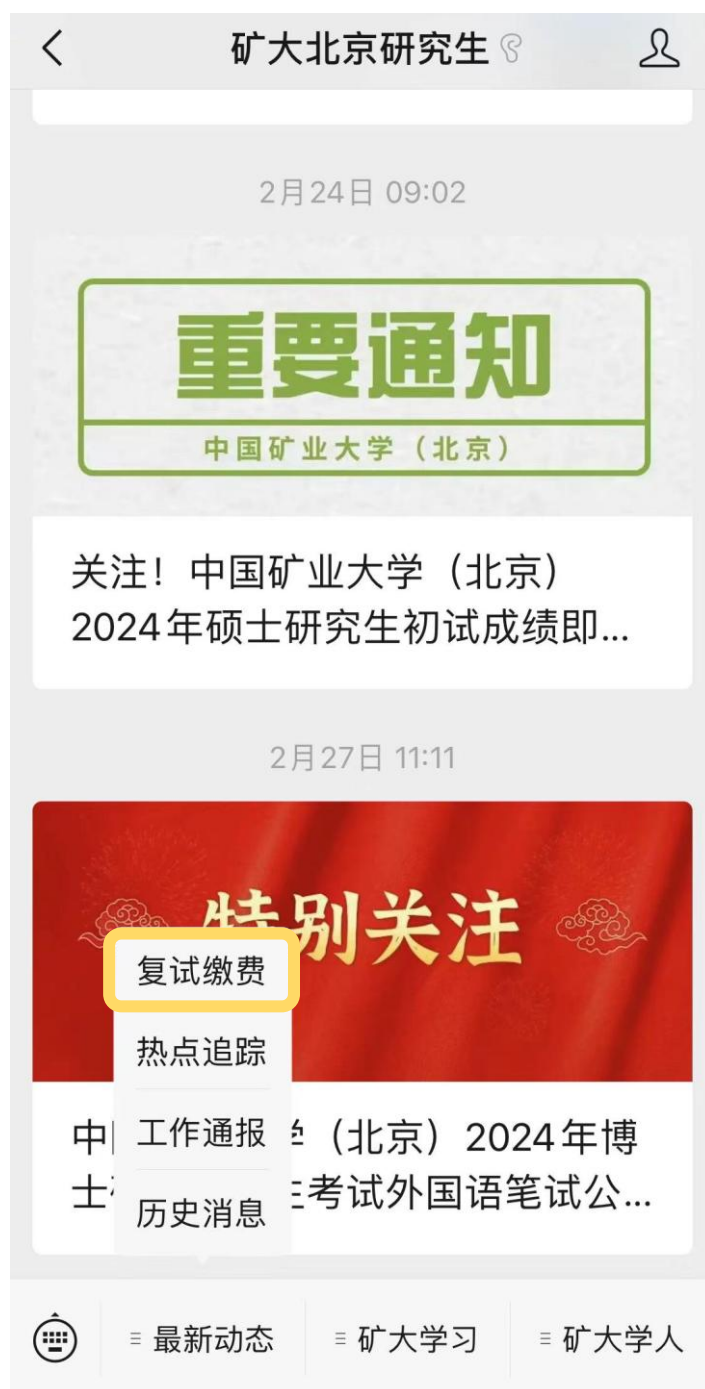 矿大北京研究生
2月24日 09:02
重要通知
中国矿业大学（北京）
关注！中国矿业大学（北京）
2024年硕士研究生初试成绩即...
2月27日 11:11
特别关注
复试缴费
热点追踪
工作通报
历史消息
中
（北京）2024年博
士
考试外国语笔试公...
最新动态
矿大学习
矿大学人